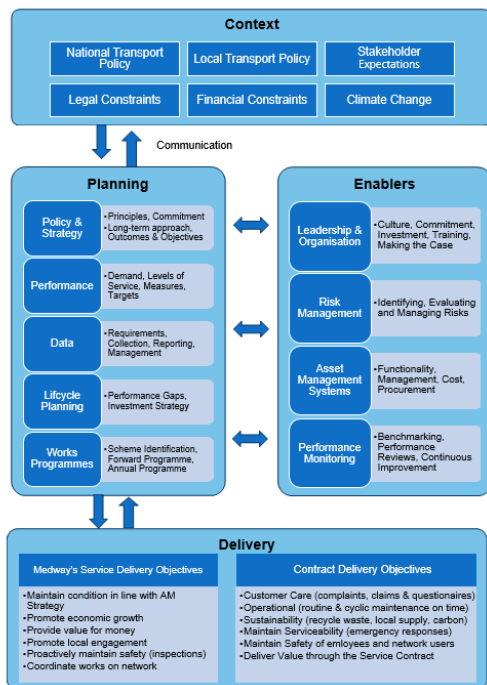 Context
National Transport
Policy
Local Transport Policy
Stakeholder
Expectations
Legal Constraints
Financial Constraints
Climate Change
Communication
Planning
Policy &
Strategy
•Principles, Commitment
•Long-term approach,
Outcomes & Objectives
Performance
•Demand, Levels of
Service, Measures,
Targets
Data
•Requirements,
Collection, Reporting,
Management
Lifcycle
Planning
•Performance Gaps,
Investment Strategy
Works
Programmes
•Scheme Identification,
Forward Programme,
Annual Programme
Enablers
Leadership &
Organisation
•Culture, Commitment,
Investment, Training,
Making the Case
Risk
Management
•Identifying, Evaluating
and Managing Risks
Asset
Management
Systems
•Functionality,
Management, Cost,
Procurement
Performance
Monitoring
•Benchmarking,
Performance
Reviews, Continuous
Improvement
Delivery
Medway's Service Delivery Objectives
•Maintain condition in line with AM
Strategy
•Promote economic growth
•Provide value for money
•Promote local engagement
•Proactively maintain safety (inspections)
•Coordinate works on network
Contract Delivery Objectives
•Customer Care (complaints, claims & questionaires)
•Operational (routine & cyclic maintenance on time)
•Sustainability (recycle waste, local supply, carbon)
•Maintain Serviceability (emergency responses)
•Maintain Safety of emloyees and network users
•Deliver Value through the Service Contract